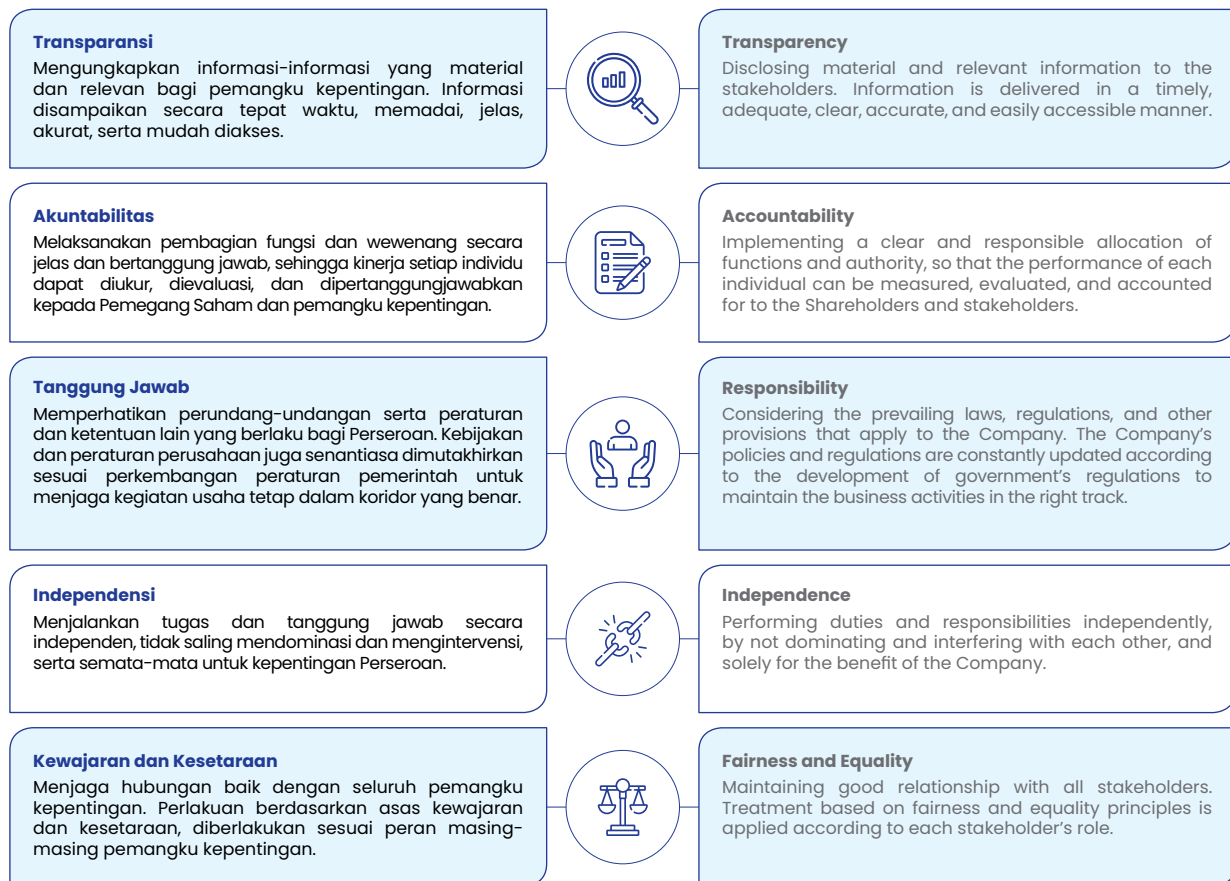 Transparansi
Mengungkapkan informasi-informasi yang material
dan relevan bagi pemangku kepentingan. Informasi
disampaikan secara tepat waktu, memadai, jelas,
akurat, serta mudah diakses.
Transparency
Disclosing material and relevant information to the
stakeholders. Information is delivered in a timely,
adequate, clear, accurate, and easily accessible manner.
Akuntabilitas
Melaksanakan pembagian fungsi dan wewenang secara
jelas dan bertanggung jawab, sehingga kinerja setiap individu
dapat diukur, dievaluasi, dan dipertanggungjawabkan
kepada Pemegang Saham dan pemangku kepentingan.
Accountability
Implementing a clear and responsible allocation of
functions and authority, so that the performance of each
individual can be measured, evaluated, and accounted
for to the Shareholders and stakeholders.
Tanggung Jawab
Memperhatikan perundang-undangan serta peraturan
dan ketentuan lain yang berlaku bagi Perseroan. Kebijakan
dan peraturan perusahaan juga senantiasa dimutakhirkan
sesuai perkembangan peraturan pemerintah untuk
menjaga kegiatan usaha tetap dalam koridor yang benar.
Responsibility
Considering the prevailing laws, regulations, and other
provisions that apply to the Company. The Company's
policies and regulations are constantly updated according
to the development of government's regulations to
maintain the business activities in the right track.
Independensi
Menjalankan tugas dan tanggung jawab secara
independen, tidak saling mendominasi dan mengintervensi,
serta semata-mata untuk kepentingan Perseroan.
Independence
Performing duties and responsibilities independently,
by not dominating and interfering with each other, and
solely for the benefit of the Company.
Kewajaran dan Kesetaraan
Menjaga hubungan baik dengan seluruh pemangku
kepentingan. Perlakuan berdasarkan asas kewajaran
dan kesetaraan, diberlakukan sesuai peran masing-
masing pemangku kepentingan.
Fairness and Equality
Maintaining good relationship with all stakeholders.
Treatment based on fairness and equality principles is
applied according to each stakeholder's role.